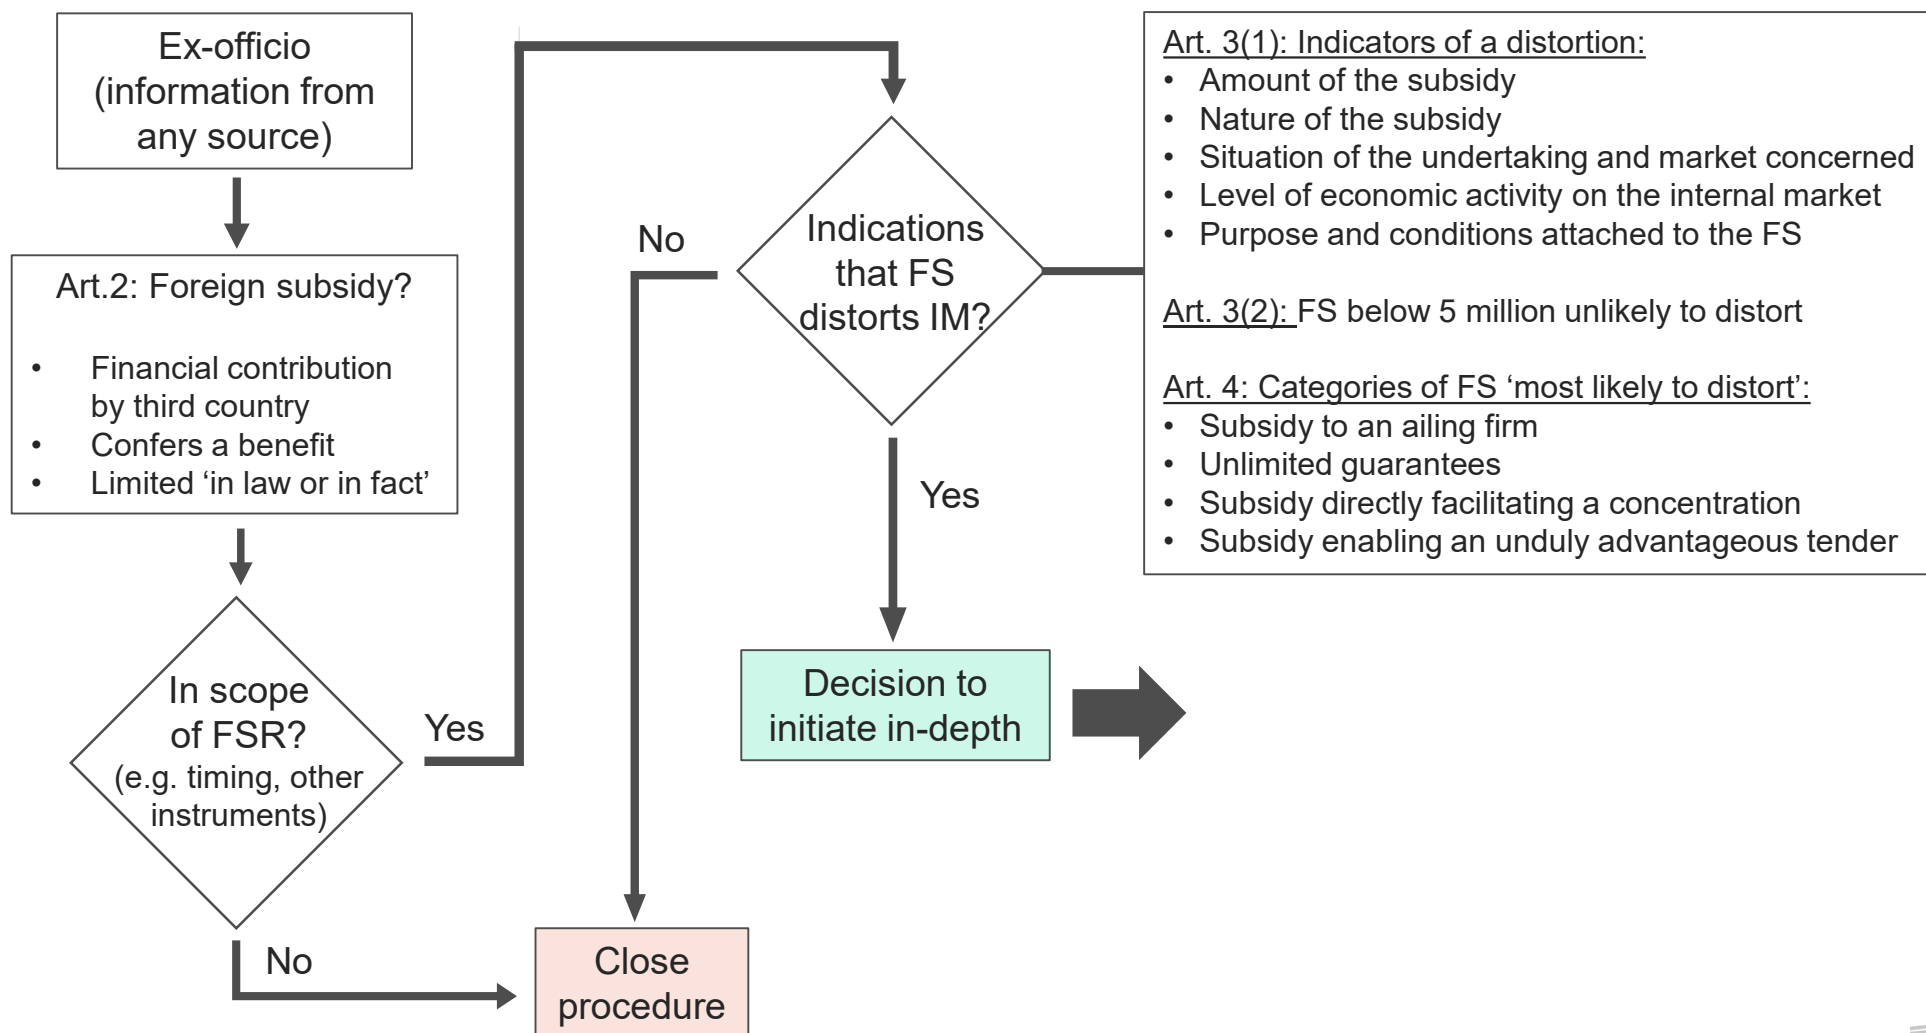 Ex-officio
(information from
any source)
Art.2: Foreign subsidy?
• Financial contribution
by third country
• Confers a benefit
• Limited ‘in law or in fact’
In scope
of FSR?
(e.g. timing, other
instruments)
Yes
No
Indications
that FS
distorts IM?
No
Yes
Close
procedure
Decision to
initiate in-depth
Art. 3(1): Indicators of a distortion:
• Amount of the subsidy
• Nature of the subsidy
• Situation of the undertaking and market concerned
• Level of economic activity on the internal market
• Purpose and conditions attached to the FS
Art. 3(2): FS below 5 million unlikely to distort
Art. 4: Categories of FS ‘most likely to distort’:
• Subsidy to an ailing firm
• Unlimited guarantees
• Subsidy directly facilitating a concentration
• Subsidy enabling an unduly advantageous tender